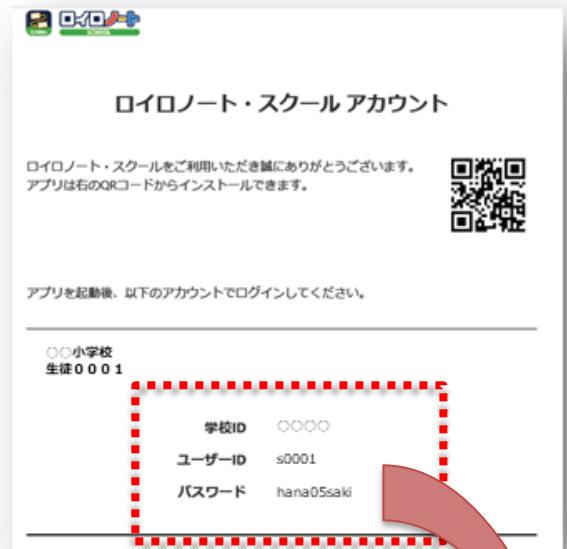 ロイロノート
SCHOOL
ロイロノート・スクール アカウント
ロイロノート・スクールをご利用いただき誠にありがとうございます。
アプリは右のQRコードからインストールできます。
アプリを起動後、以下のアカウントでログインしてください。
○○小学校
生徒0001
学校ID ○○○○
ユーザーID s0001
パスワード hana05saki